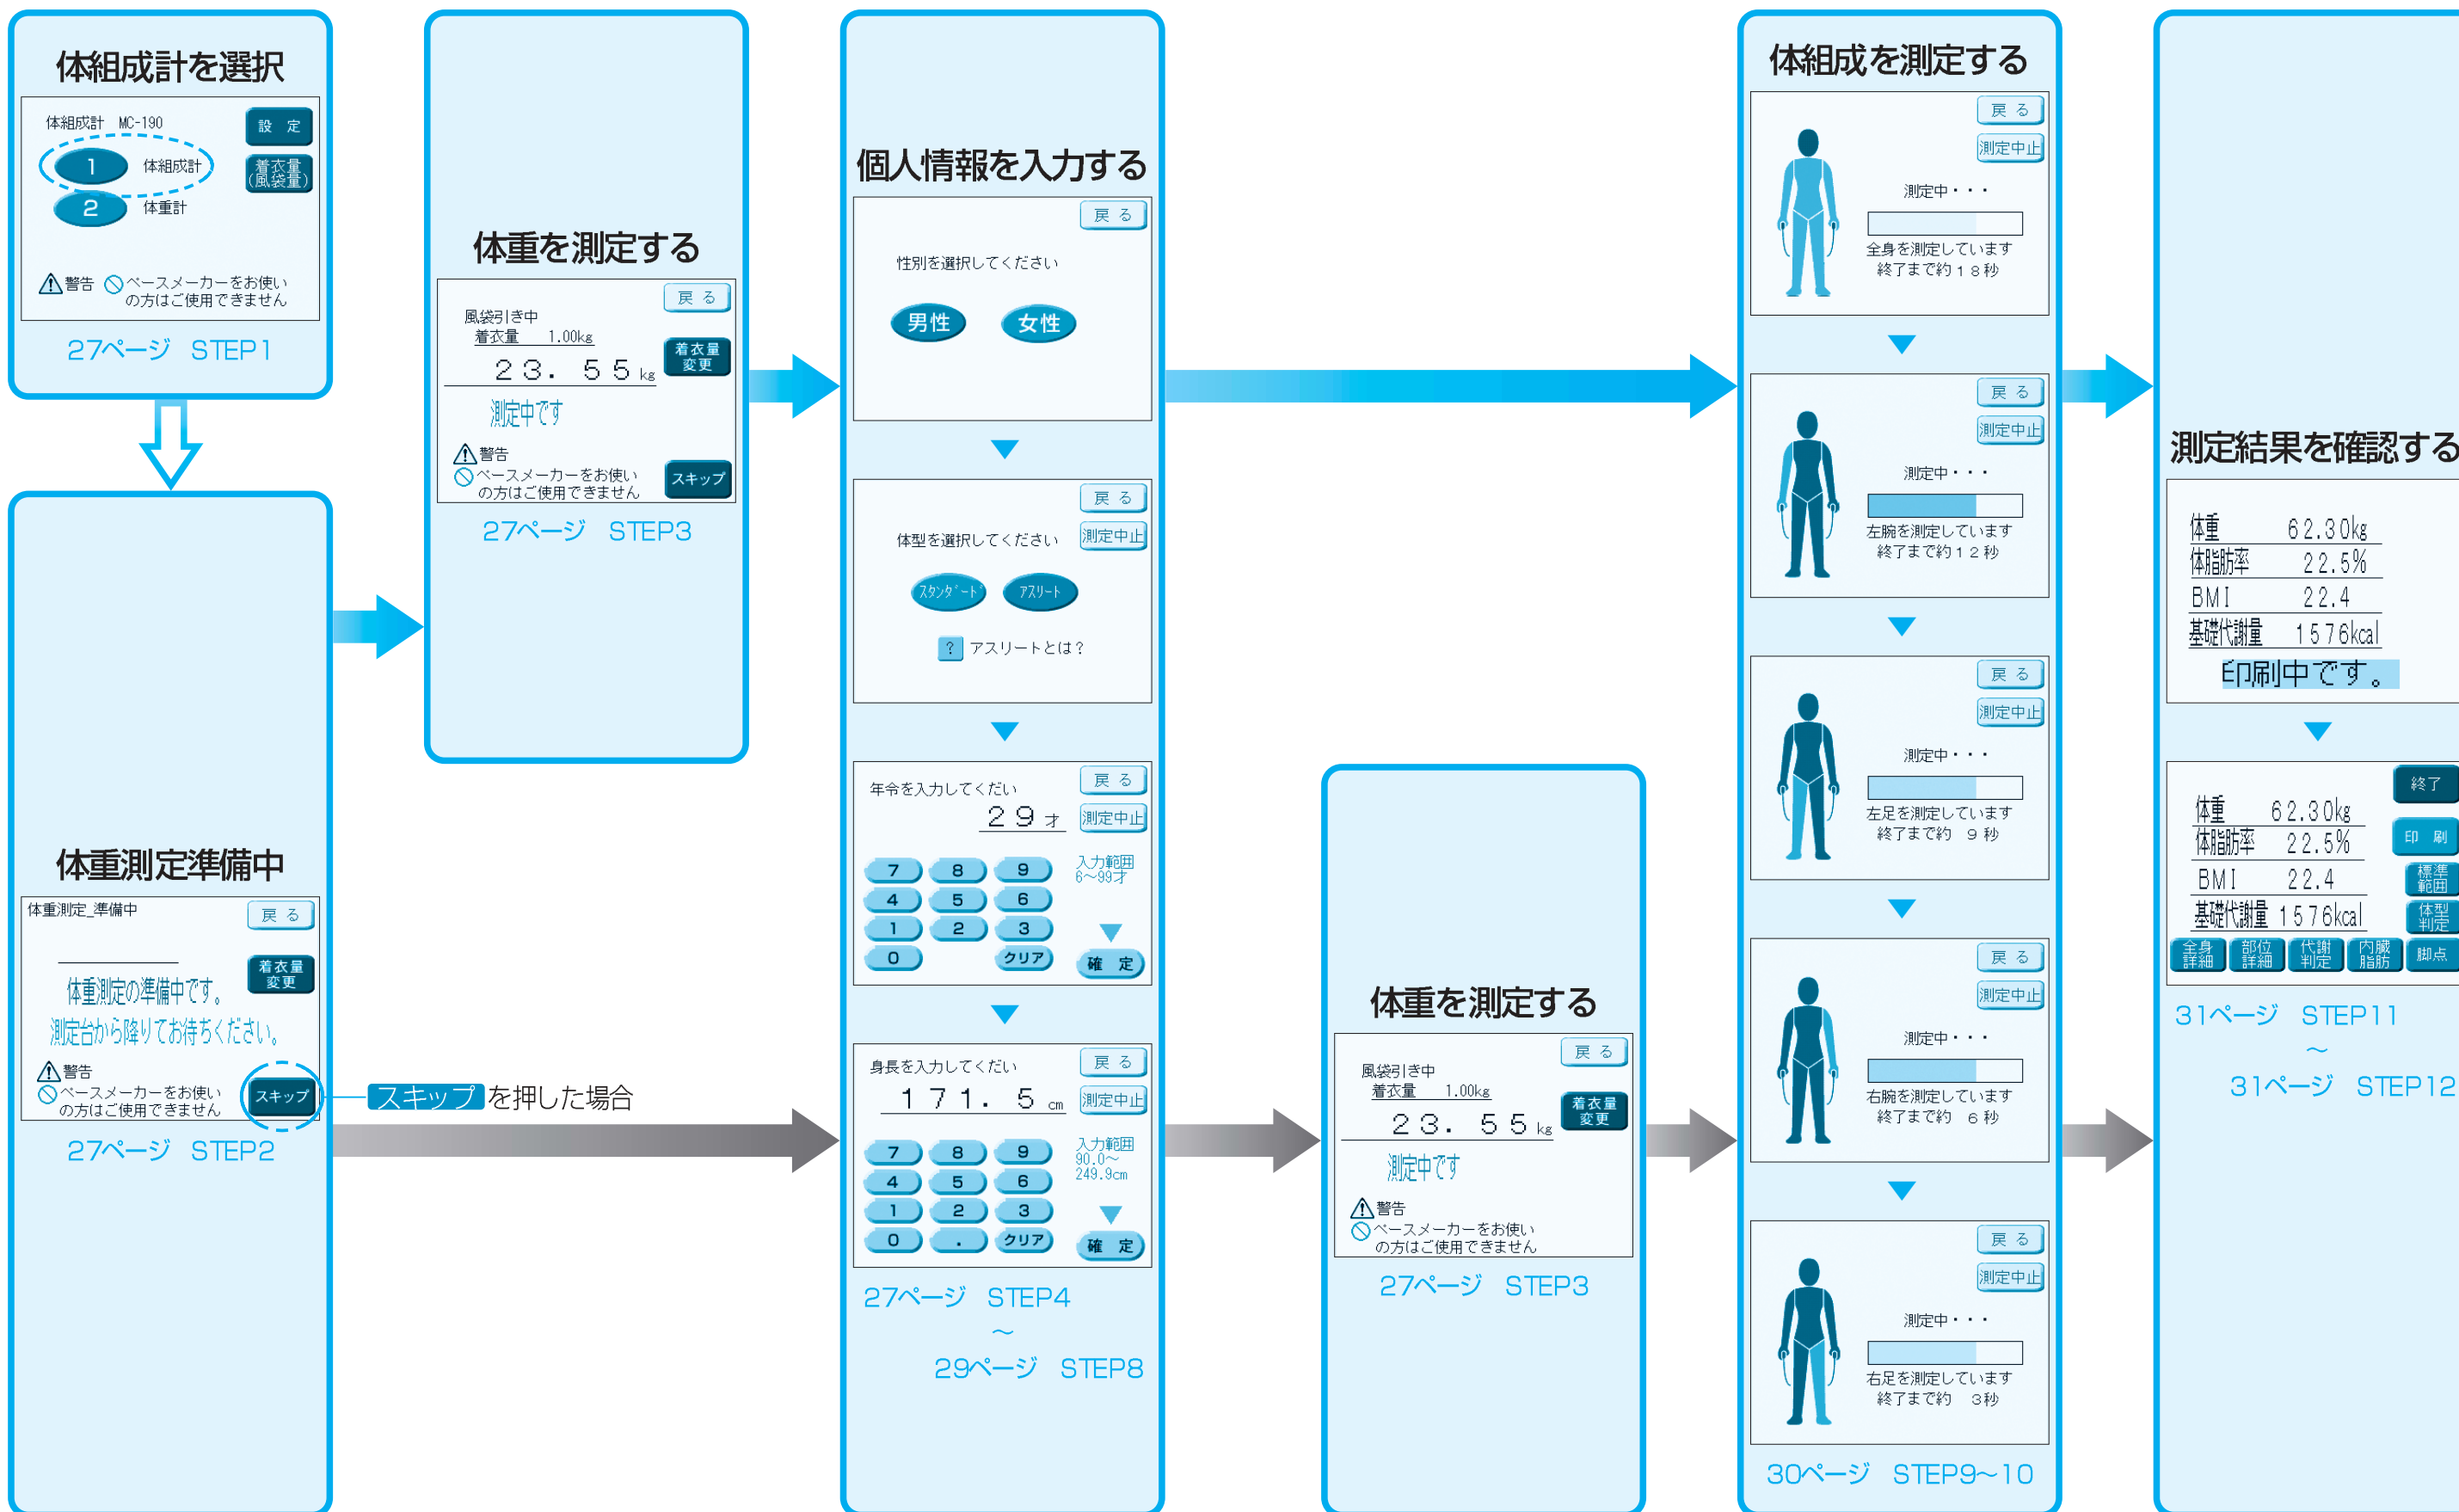 体組成計を選択
体組成計 MC-190
設 定
1 体組成計
着衣量
(風袋量)
2 体重計
警告 ペースメーカーをお使い
の方はご使用できません
27ページ STEP1
体重測定準備中
体重測定_準備中
戻 る
着衣量
変更
体重測定の準備中です。
測定台から降りてお待ちください。
警告
ペースメーカーをお使い
の方はご使用できません
スキップ
27ページ STEP2
スキップ を押した場合
体重を測定する
戻 る
風袋引き中
着衣量 1.00kg
着衣量
変更
23.55kg
測定中です
警告
ペースメーカーをお使い
の方はご使用できません
スキップ
27ページ STEP3
個人情報を入力する
戻 る
性別を選択してください
男性 女性
戻 る
測定中止
体型を選択してください
スタンダード アスリート
? アスリートとは?
戻 る
年令を入力してくだい
29才
測定中止
入力範囲
6~99才
7 8 9
4 5 6
1 2 3
0 クリア
確 定
戻 る
身長を入力してくだい
171.5cm
測定中止
入力範囲
90.0~
249.9cm
7 8 9
4 5 6
1 2 3
0 . クリア
確 定
27ページ STEP4
~
29ページ STEP8
体重を測定する
戻 る
風袋引き中
着衣量 1.00kg
着衣量
変更
23.55kg
測定中です
警告
ペースメーカーをお使い
の方はご使用できません
27ページ STEP3
体組成を測定する
戻 る
測定中止
測定中・・・
全身を測定しています
終了まで約18秒
戻 る
測定中止
測定中・・・
左腕を測定しています
終了まで約12秒
戻 る
測定中止
測定中・・・
左足を測定しています
終了まで約 9秒
戻 る
測定中止
測定中・・・
右腕を測定しています
終了まで約 6秒
戻 る
測定中止
測定中・・・
右足を測定しています
終了まで約 3秒
30ページ STEP9~10
測定結果を確認する
体重 62.30kg
体脂肪率 22.5%
BMI 22.4
基礎代謝量 1576kcal
印刷中です。
終了
体重 62.30kg
印 刷
体脂肪率 22.5%
標準
範囲
BMI 22.4
体型
判定
基礎代謝量 1576kcal
全身
詳細
部位
詳細
代謝
判定
内臓
脂肪
脚点
31ページ STEP11
~
31ページ STEP12